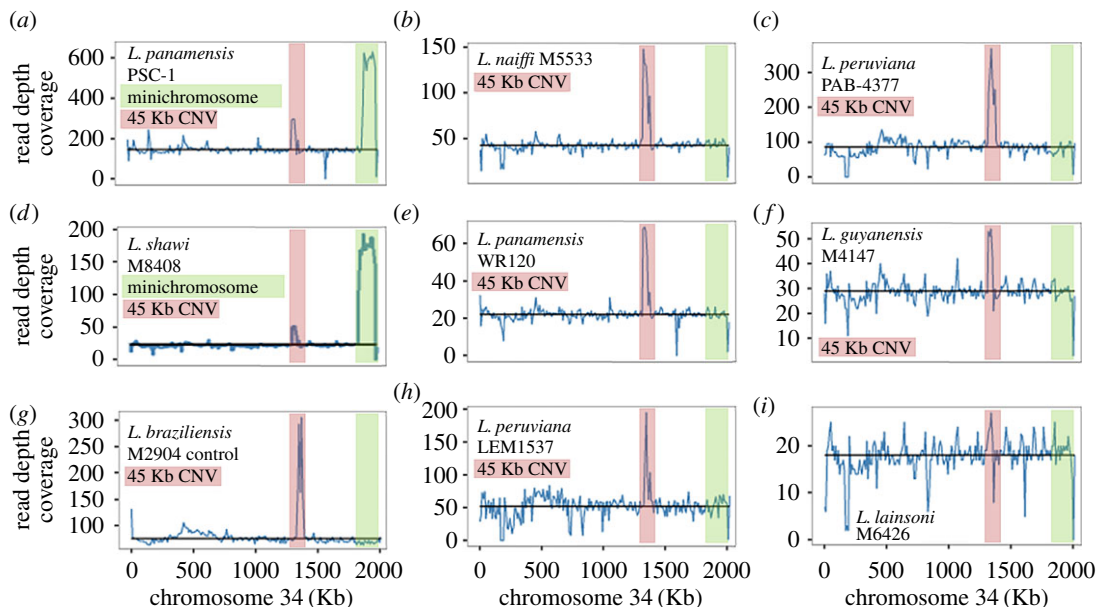 (a)
600
400
200
0
L. panamensis
PSC-1
minichromosome
45 Kb CNV
read depth
coverage
(b)
150
100
50
L. naiffi M5533
45 Kb CNV
(c)
300
200
100
0
L. peruviana
PAB-4377
45 Kb CNV
(d)
200
150
100
50
0
L. shawi
M8408
minichromosome
45 Kb CNV
read depth
coverage
(e)
60
40
20
0
L. panamensis
WR120
45 Kb CNV
(f)
50
40
30
20
10
L. guyanensis
M4147
45 Kb CNV
(g)
300
250
200
150
100
L. braziliensis
M2904 control
45 Kb CNV
read depth
coverage
0 500 1000 1500 2000
chromosome 34 (Kb)
(h)
200
150
100
50
0
L. peruviana
LEM1537
45 Kb CNV
0 500 1000 1500 2000
chromosome 34 (Kb)
(i)
20
10
0
L. lainsoni
M6426
0 500 1000 1500 2000
chromosome 34 (Kb)